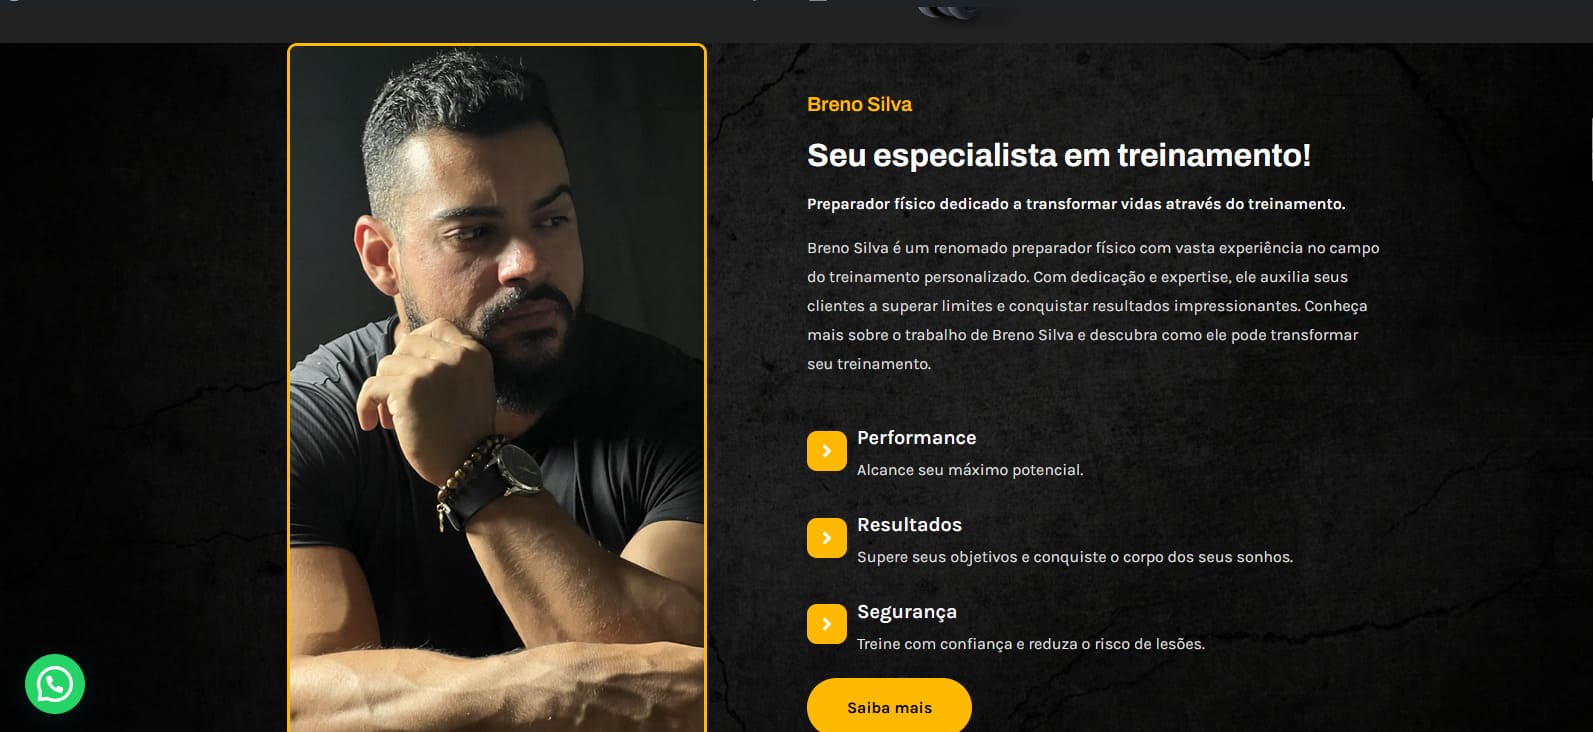 Breno Silva
Seu especialista em treinamento!
Preparador físico dedicado a transformar vidas através do treinamento.
Breno Silva é um renomado preparador físico com vasta experiência no campo
do treinamento personalizado. Com dedicação e expertise, ele auxilia seus
clientes a superar limites e conquistar resultados impressionantes. Conheça
mais sobre o trabalho de Breno Silva e descubra como ele pode transformar
seu treinamento.
Performance
Alcance seu máximo potencial.
Resultados
Supere seus objetivos e conquiste o corpo dos seus sonhos.
Segurança
Treine com confiança e reduza o risco de lesões.
Saiba mais